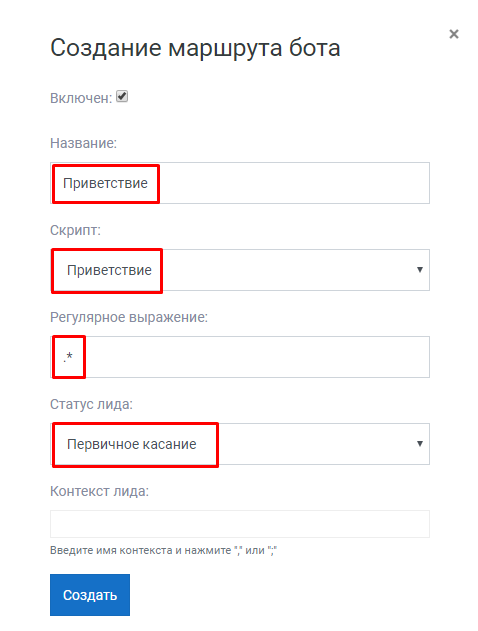 ×
Создание маршрута бота
Включен:
Название:
Приветствие
Скрипт:
Приветствие
Регулярное выражение:
.*
Статус лида:
Первичное касание
Контекст лида:
Введите имя контекста и нажмите "," или ";"
Создать